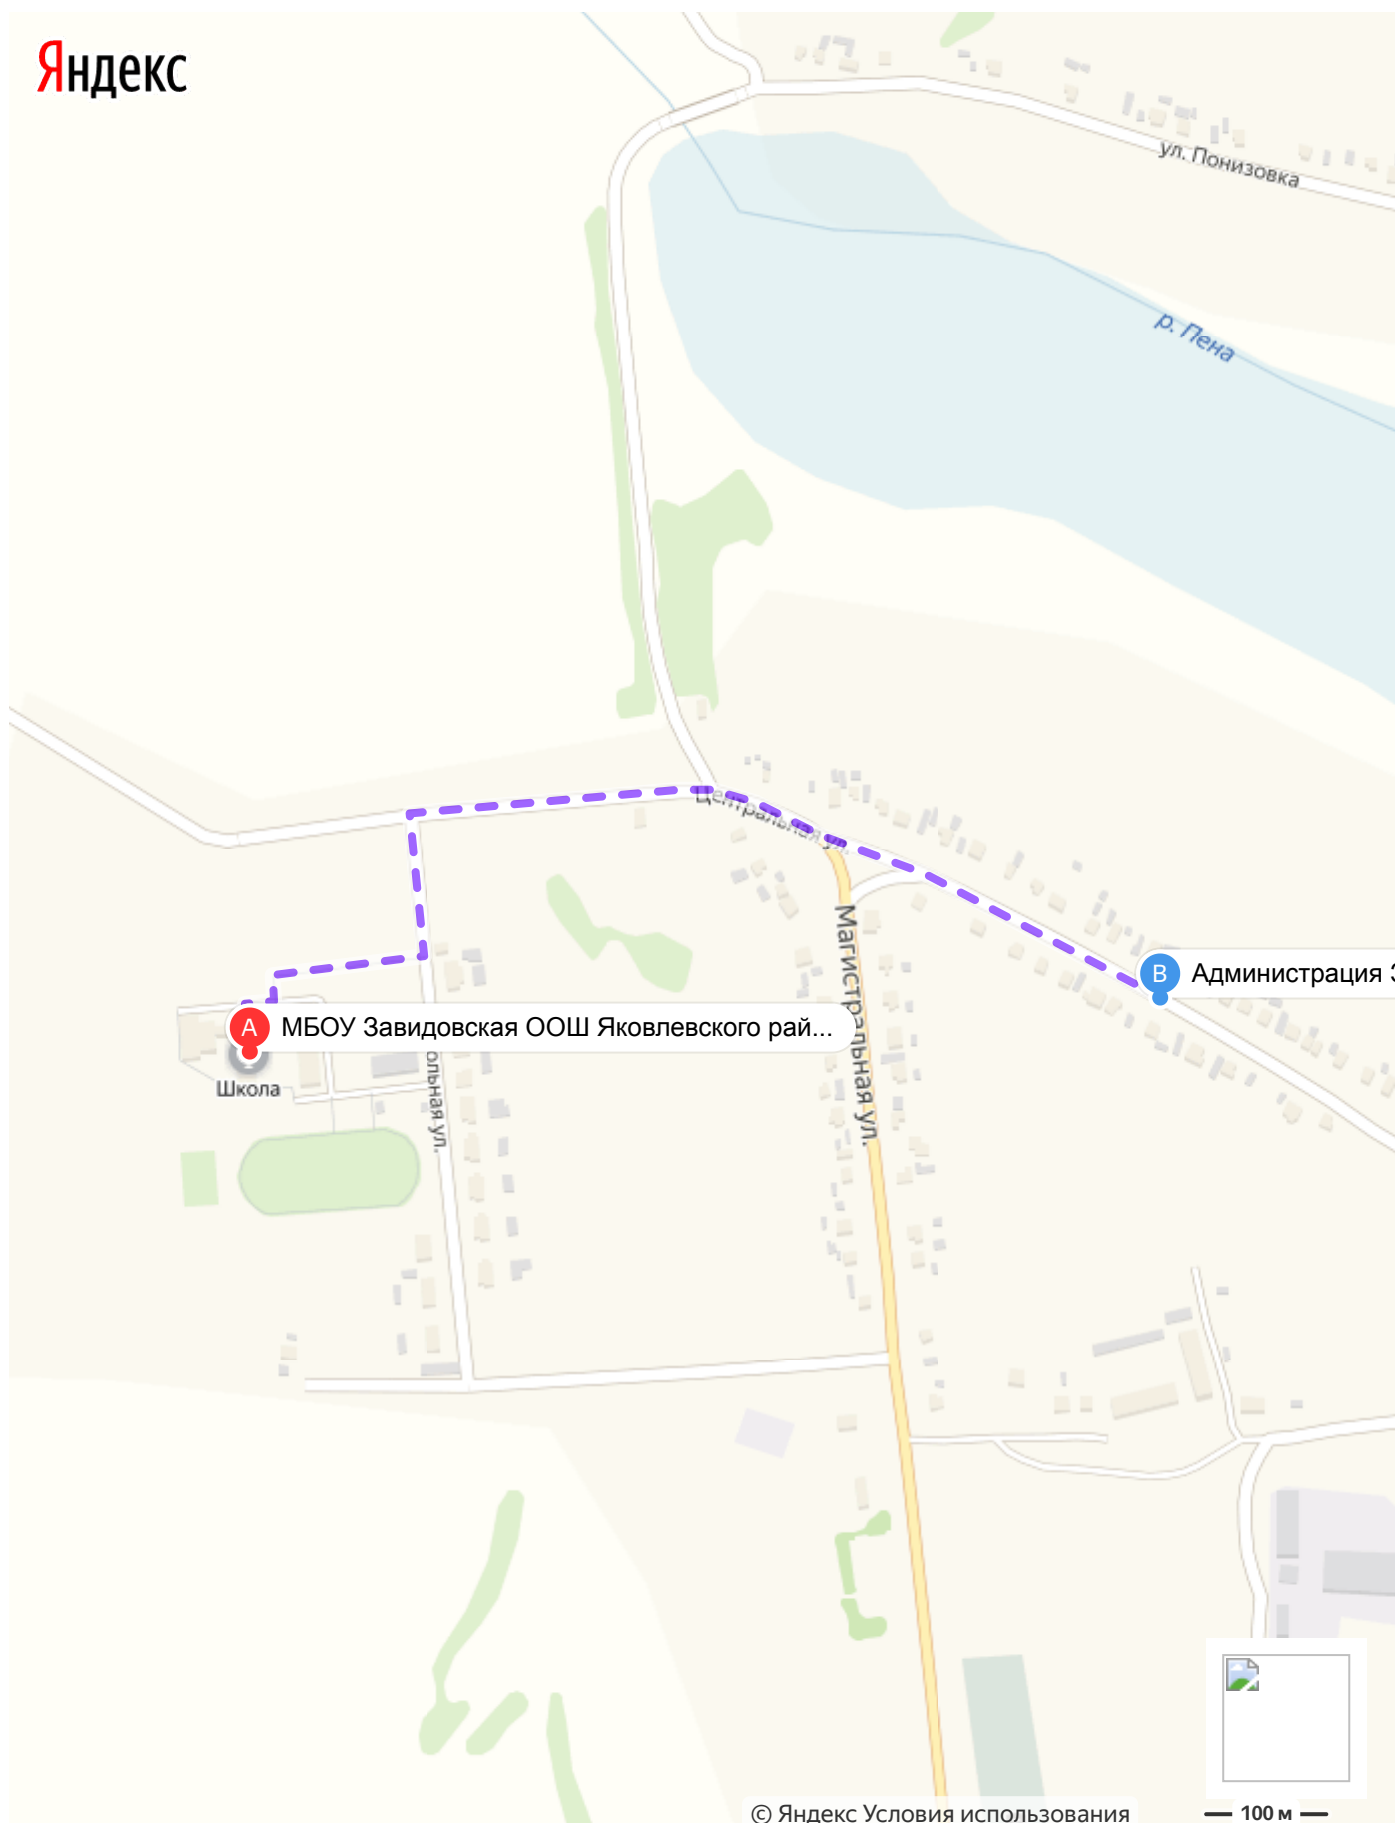 Яндекс
ул. Понизовка
р. Пена
Центральная ул.
Магистральная ул.
B
Администрация З
A
МБОУ Завидовская ООШ Яковлевского рай...
Школа
ольная ул.
© Яндекс Условия использования
100 м